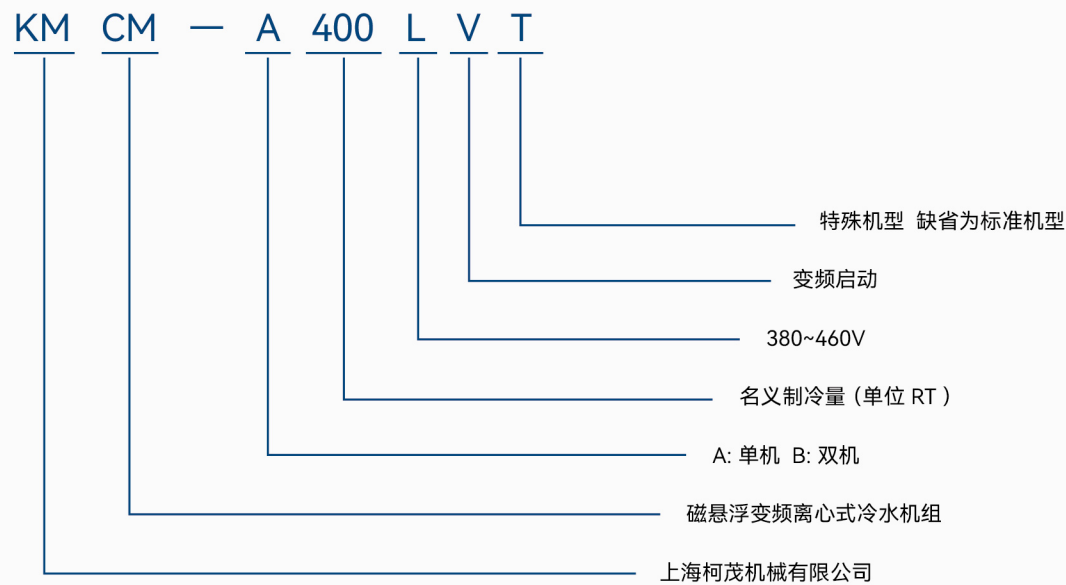 KM CM — A 400 L V T
特殊机型 缺省为标准机型
变频启动
380~460V
名义制冷量（单位 RT ）
A: 单机 B: 双机
磁悬浮变频离心式冷水机组
上海柯茂机械有限公司